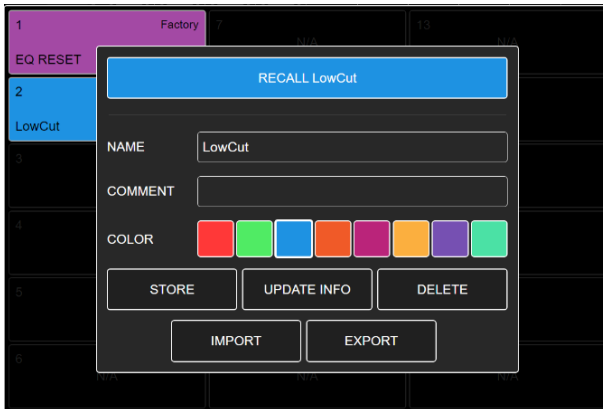 1 Factory 7 13
N/A N/A
EQ RESET
RECALL LowCut
2
LowCut
NAME LowCut
3
COMMENT
4
COLOR
5
STORE UPDATE INFO DELETE
IMPORT EXPORT
6
N/A N/A N/A